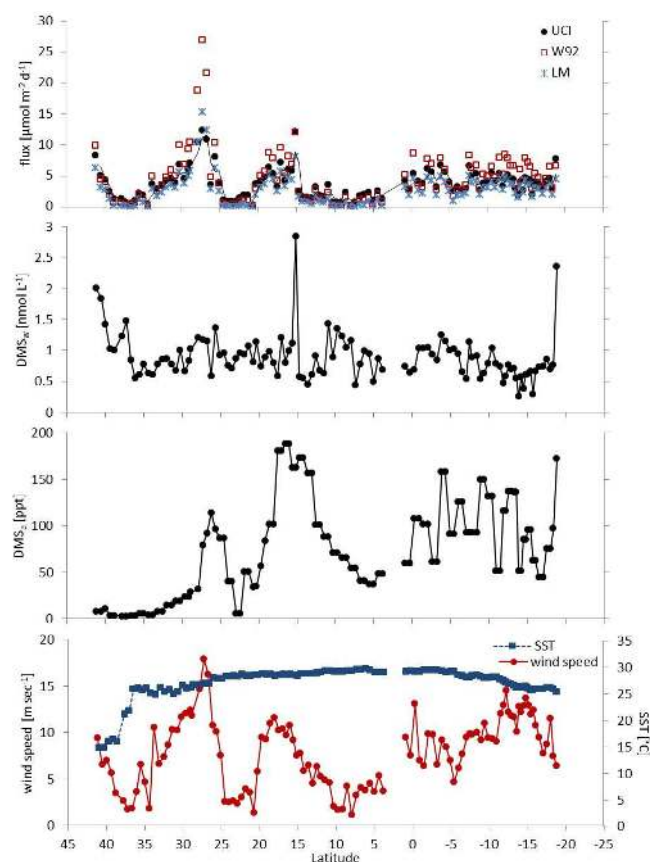 30
25
20
15
10
5
0
flux [µmol m⁻² d⁻¹]
UCI
W92
LM
3
2.5
2
1.5
1
0.5
0
DMSw [nmol L⁻¹]
200
150
100
50
0
DMSa [ppt]
20
15
10
5
0
wind speed [m sec⁻¹]
SST
wind speed
35
30
25
20
15
10
5
0
SST [°C]
45 40 35 30 25 20 15 10 5 0 -5 -10 -15 -20 -25
Latitude